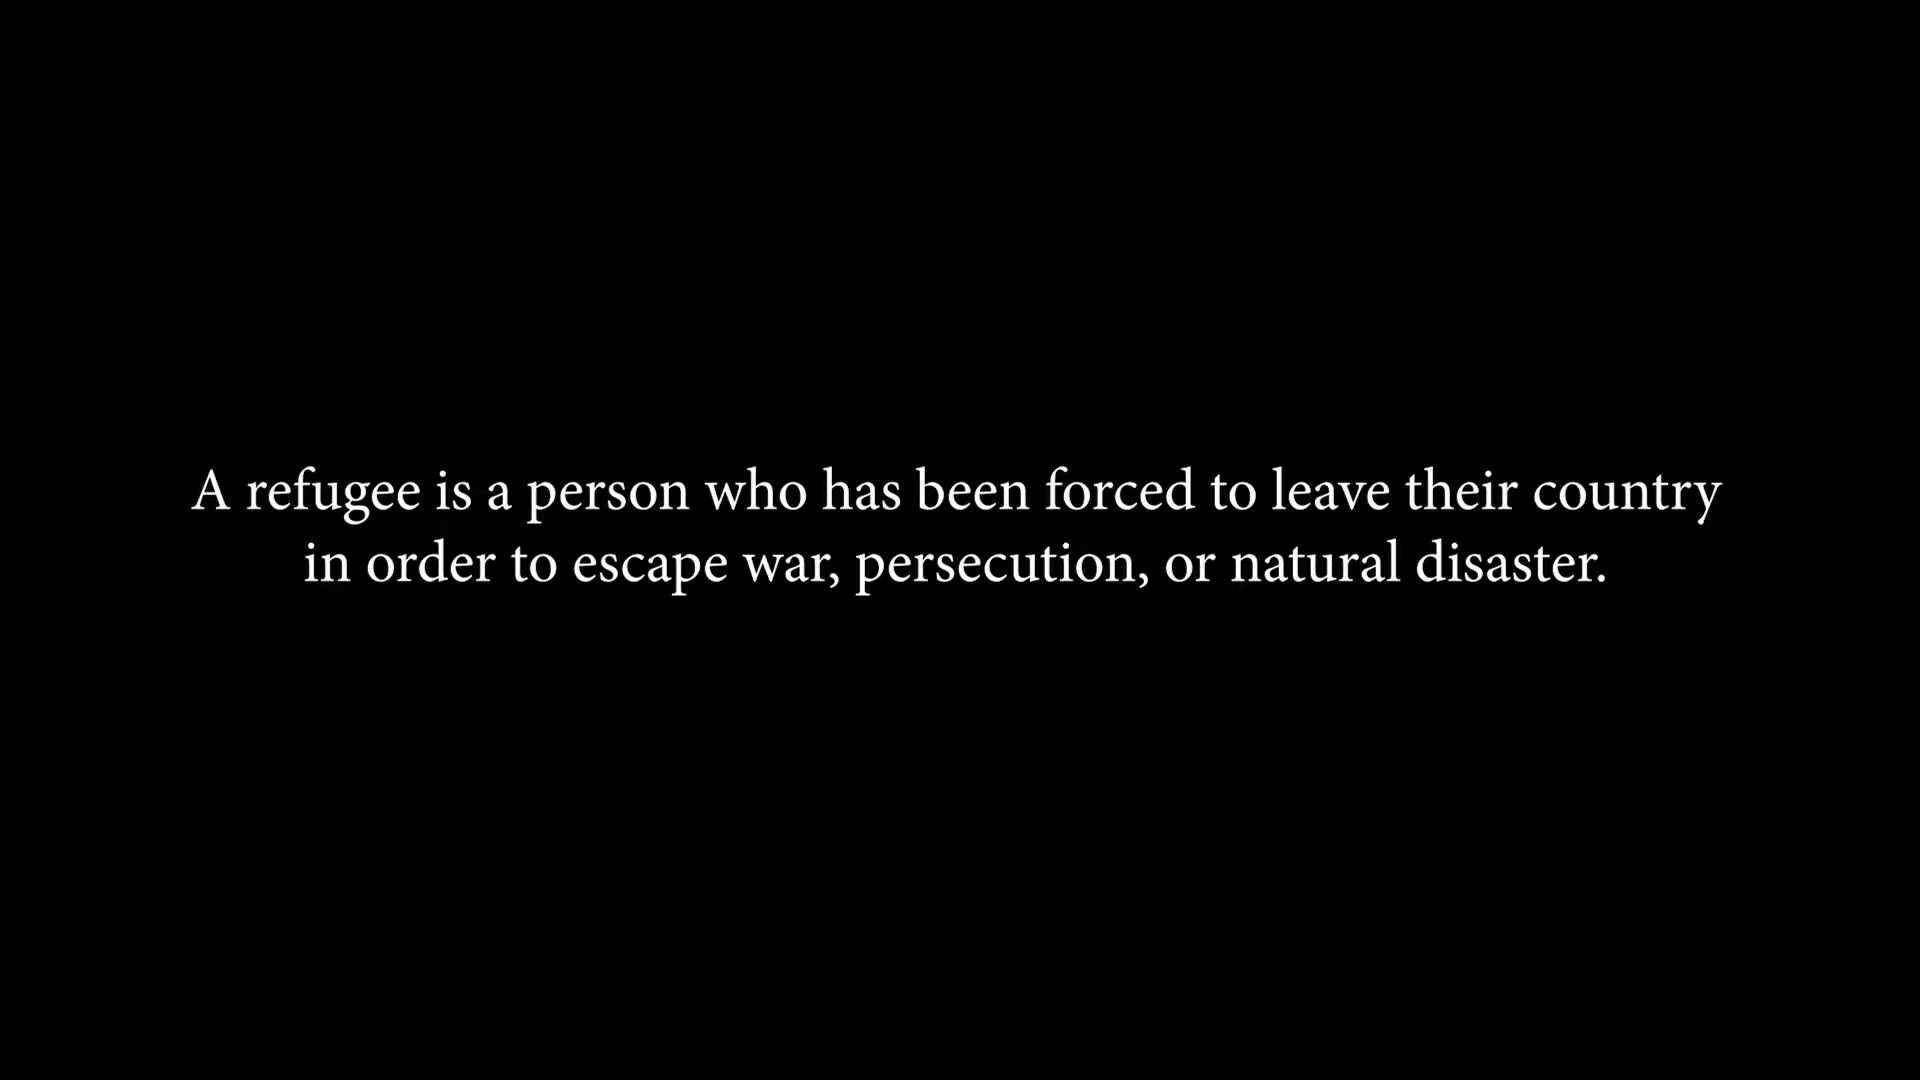 A refugee is a person who has been forced to leave their country
in order to escape war, persecution, or natural disaster.